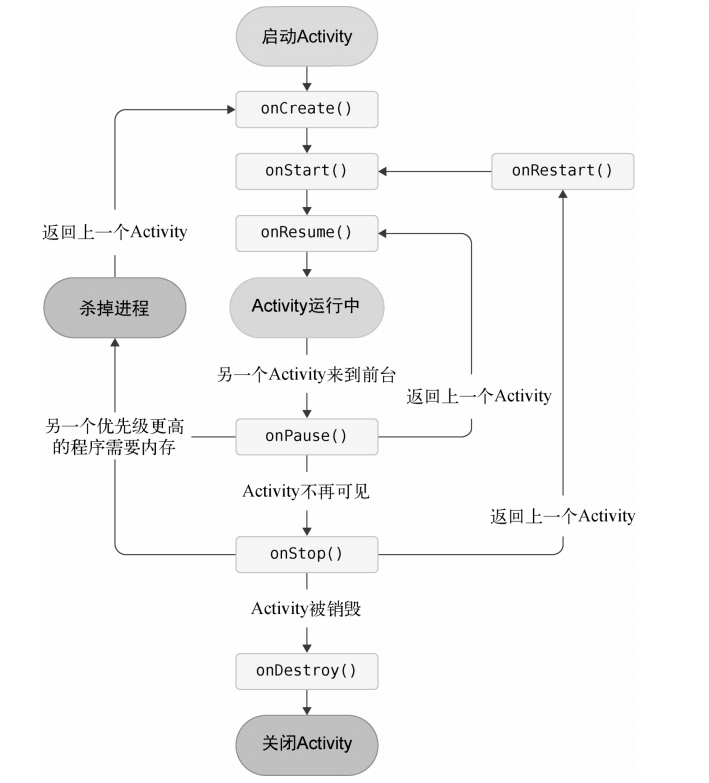 启动Activity
onCreate()
onStart()
onRestart()
onResume()
返回上一个Activity
杀掉进程
Activity运行中
另一个Activity来到前台
返回上一个Activity
另一个优先级更高
的程序需要内存
onPause()
Activity不再可见
返回上一个Activity
onStop()
Activity被销毁
onDestroy()
关闭Activity